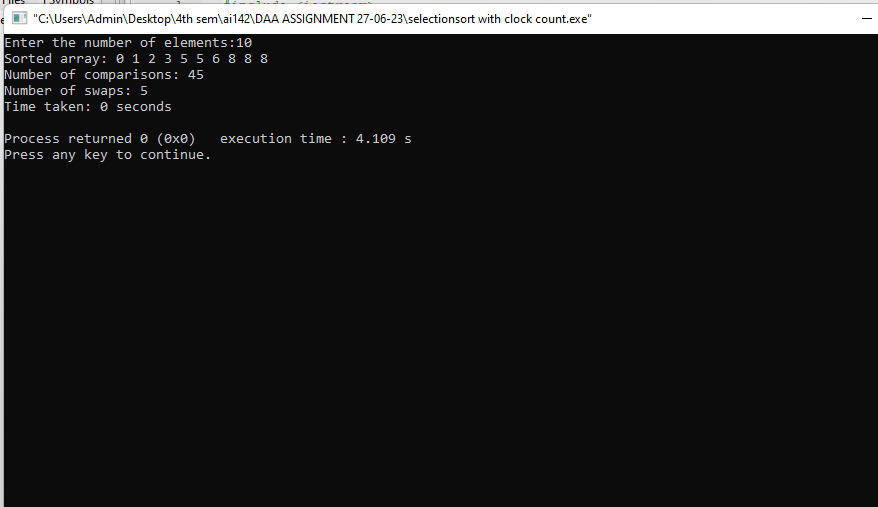 "C:\Users\Admin\Desktop\4th sem\ai142\DAA ASSIGNMENT 27-06-23\selectionsort with clock count.exe"
Enter the number of elements:10
Sorted array: 0 1 2 3 5 5 6 8 8 8
Number of comparisons: 45
Number of swaps: 5
Time taken: 0 seconds
Process returned 0 (0x0)   execution time : 4.109 s
Press any key to continue.